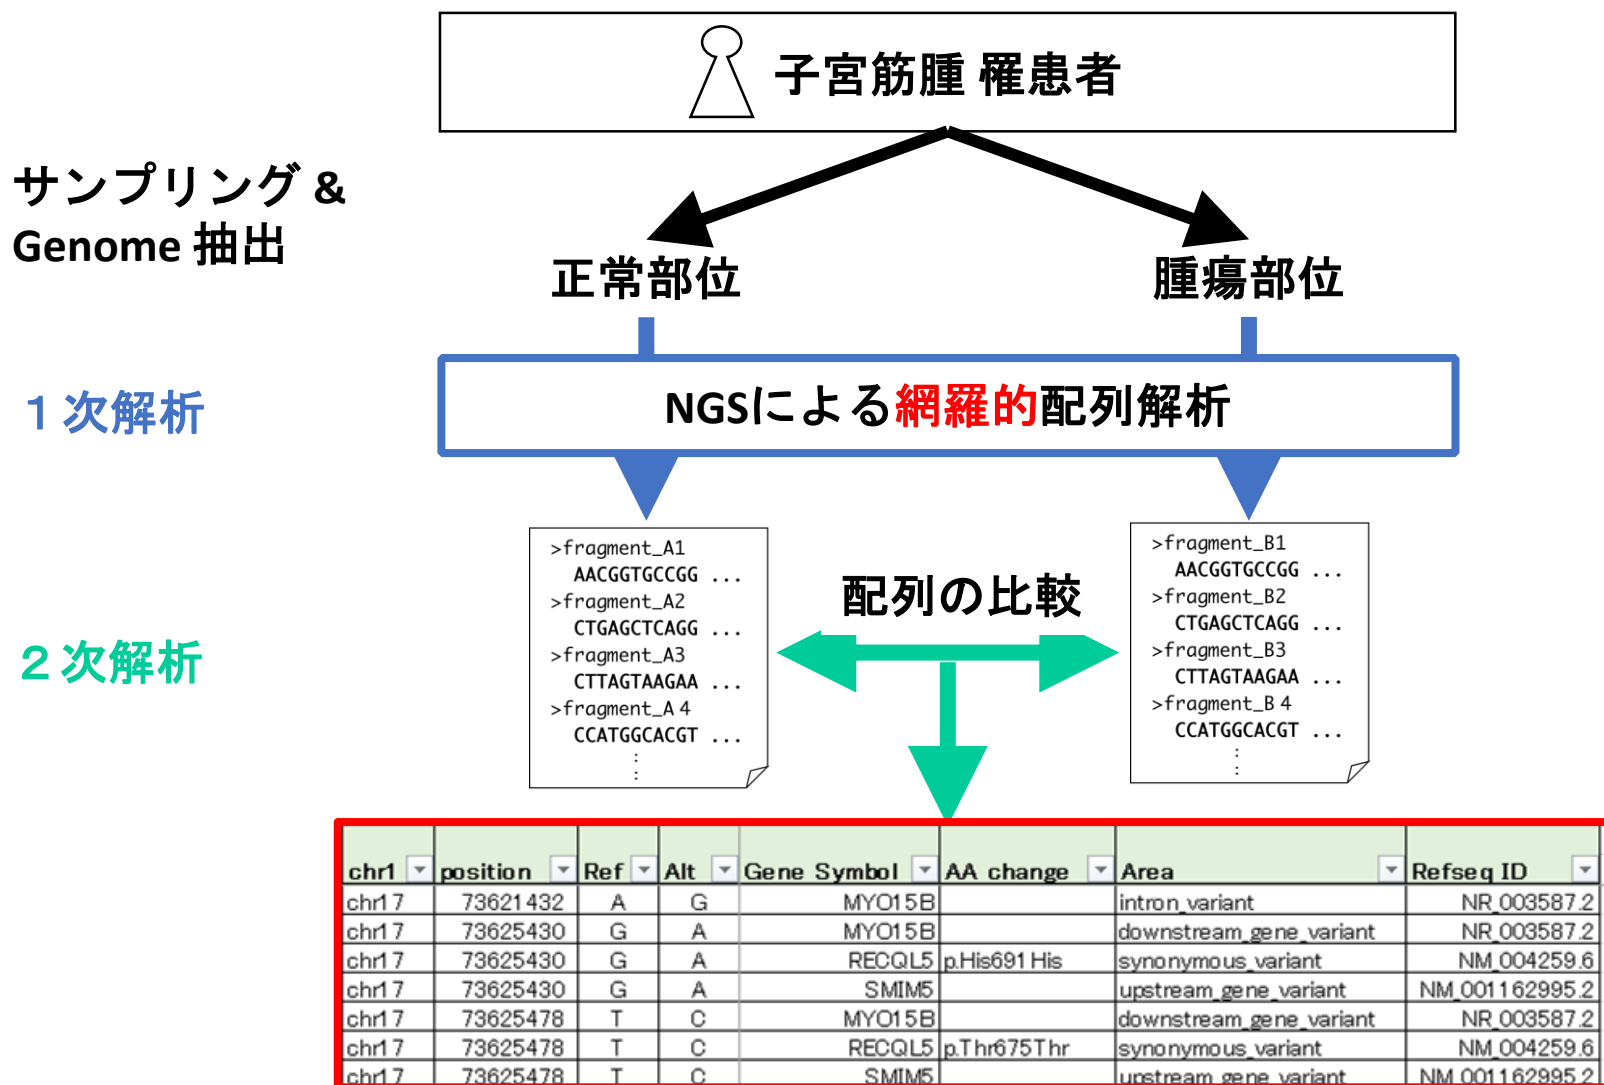 子宮筋腫 罹患者
サンプリング &
Genome 抽出
正常部位
腫瘍部位
１次解析
NGSによる網羅的配列解析
>fragment_A1
AACGGTGCCGG ...
>fragment_A2
CTGAGCTCAGG ...
>fragment_A3
CTTAGTAAGAA ...
>fragment_A 4
CCATGGCACGT ...
>fragment_B1
AACGGTGCCGG ...
>fragment_B2
CTGAGCTCAGG ...
>fragment_B3
CTTAGTAAGAA ...
>fragment_B 4
CCATGGCACGT ...
配列の比較
２次解析
chr1 position Ref Alt Gene Symbol AA change Area Refseq ID
chr17 73621432 A G MYO15B intron_variant NR_003587.2
chr17 73625430 G A MYO15B downstream_gene_variant NR_003587.2
chr17 73625430 G A RECQL5 p.His691His synonymous_variant NM_004259.6
chr17 73625430 G A SMIM5 upstream_gene_variant NM_001162995.2
chr17 73625478 T C MYO15B downstream_gene_variant NR_003587.2
chr17 73625478 T C RECQL5 p.Thr675Thr synonymous_variant NM_004259.6
chr17 73625478 T C SMIM5 upstream_gene_variant NM_001162995.2